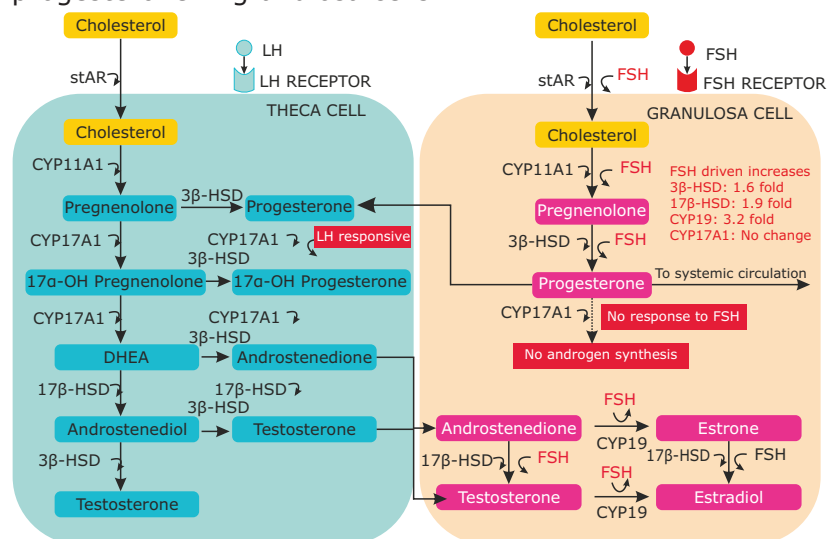 Cholesterol
LH
stAR
LH RECEPTOR
THECA CELL
Cholesterol
CYP11A1
3β-HSD
Pregnenolone
Progesterone
CYP17A1
CYP17A1
LH responsive
3β-HSD
17α-OH Pregnenolone
17α-OH Progesterone
CYP17A1
CYP17A1
3β-HSD
DHEA
Androstenedione
17β-HSD
17β-HSD
3β-HSD
Androstenediol
Testosterone
3β-HSD
Testosterone
Cholesterol
FSH
stAR
FSH
FSH RECEPTOR
GRANULOSA CELL
Cholesterol
CYP11A1
FSH
FSH driven increases
3β-HSD: 1.6 fold
17β-HSD: 1.9 fold
CYP19: 3.2 fold
CYP17A1: No change
Pregnenolone
3β-HSD
FSH
Progesterone
To systemic circulation
CYP17A1
No response to FSH
No androgen synthesis
Androstenedione
FSH
CYP19
Estrone
17β-HSD
FSH
17β-HSD
FSH
Testosterone
FSH
CYP19
Estradiol